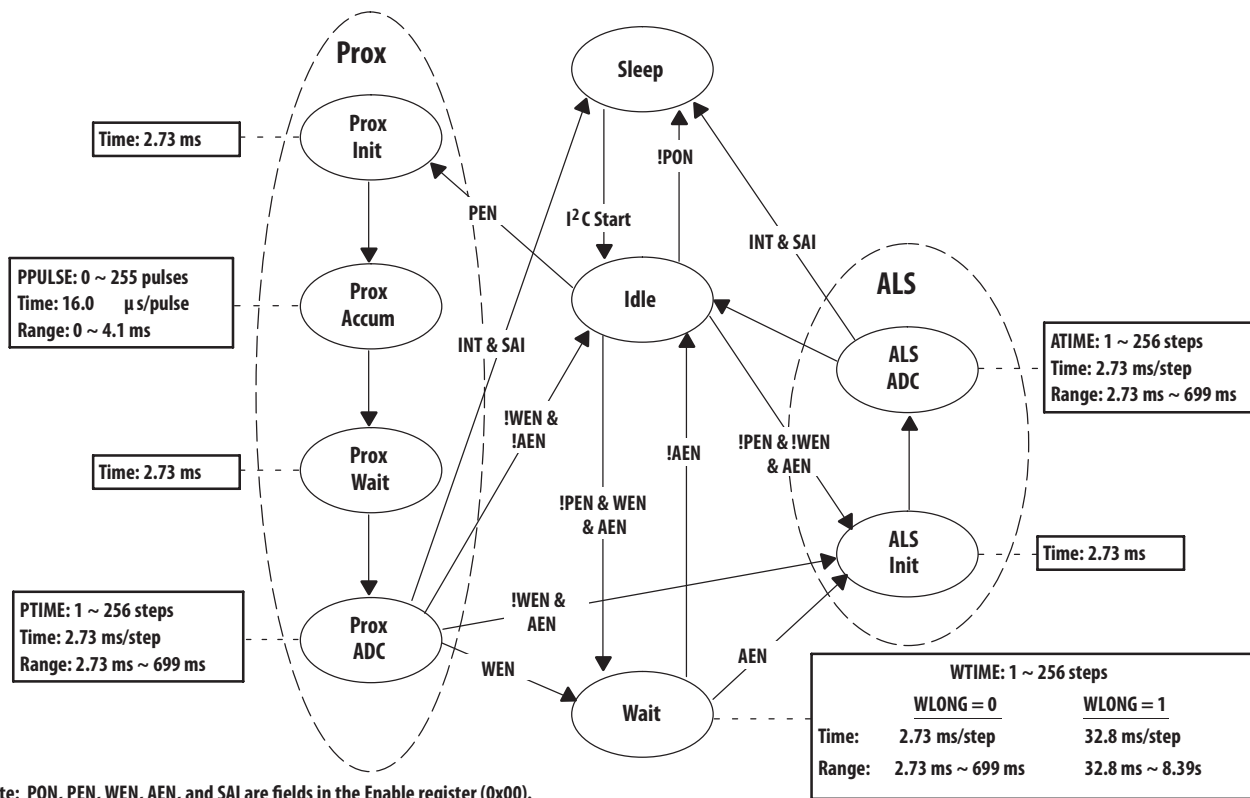 Prox
Sleep
Prox
Init
Time: 2.73 ms
!PON
PEN
I²C Start
INT & SAI
PPULSE: 0 ~ 255 pulses
Time: 16.0 µs/pulse
Range: 0 ~ 4.1 ms
Prox
Accum
Idle
ALS
INT & SAI
ALS
ADC
ATIME: 1 ~ 256 steps
Time: 2.73 ms/step
Range: 2.73 ms ~ 699 ms
!WEN &
!AEN
!AEN
!PEN & !WEN
& AEN
Prox
Wait
Time: 2.73 ms
!PEN & WEN
& AEN
ALS
Init
Time: 2.73 ms
PTIME: 1 ~ 256 steps
Time: 2.73 ms/step
Range: 2.73 ms ~ 699 ms
Prox
ADC
!WEN &
AEN
WEN
AEN
Wait
WTIME: 1 ~ 256 steps
WLONG = 0 WLONG = 1
Time: 2.73 ms/step 32.8 ms/step
Range: 2.73 ms ~ 699 ms 32.8 ms ~ 8.39s
te: PON, PEN, WEN, AEN, and SAI are fields in the Enable register (0x00).